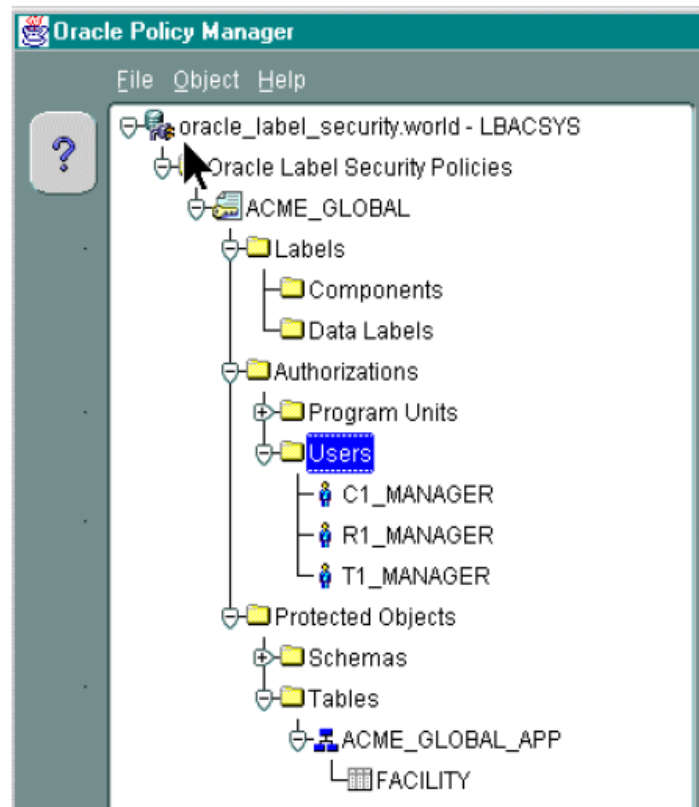 Oracle Policy Manager
File Object Help
?
oracle_label_security.world - LBACSYS
Oracle Label Security Policies
ACME_GLOBAL
Labels
Components
Data Labels
Authorizations
Program Units
Users
C1_MANAGER
R1_MANAGER
T1_MANAGER
Protected Objects
Schemas
Tables
ACME_GLOBAL_APP
FACILITY